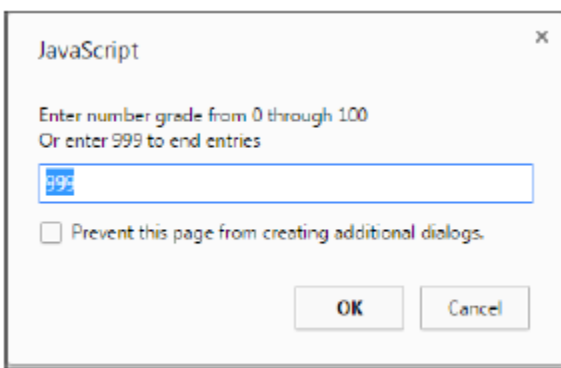 JavaScript
Enter number grade from 0 through 100
Or enter 999 to end entries
999
Prevent this page from creating additional dialogs.
OK
Cancel